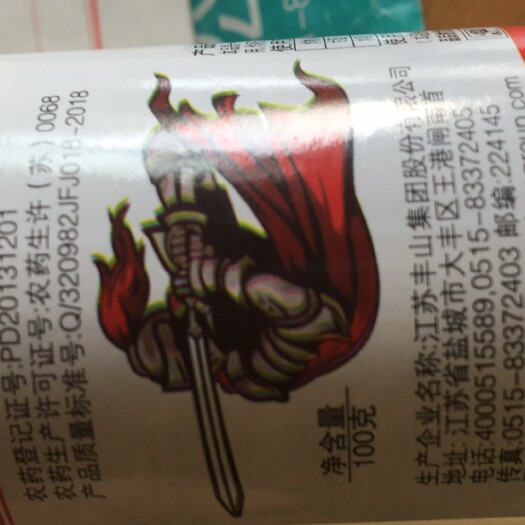 农药登记证号:PD20131201
农药生产许可证号:农药生许（苏）0068
产品质量标准号:Q/320982JFJ018-2018
净含量
100克
生产企业名称:江苏丰山集团股份有限公司
地址:江苏省盐城市大丰区王港闸南首
电话:4000515589,0515-83372405
传真:0515-83372403 邮编:224145